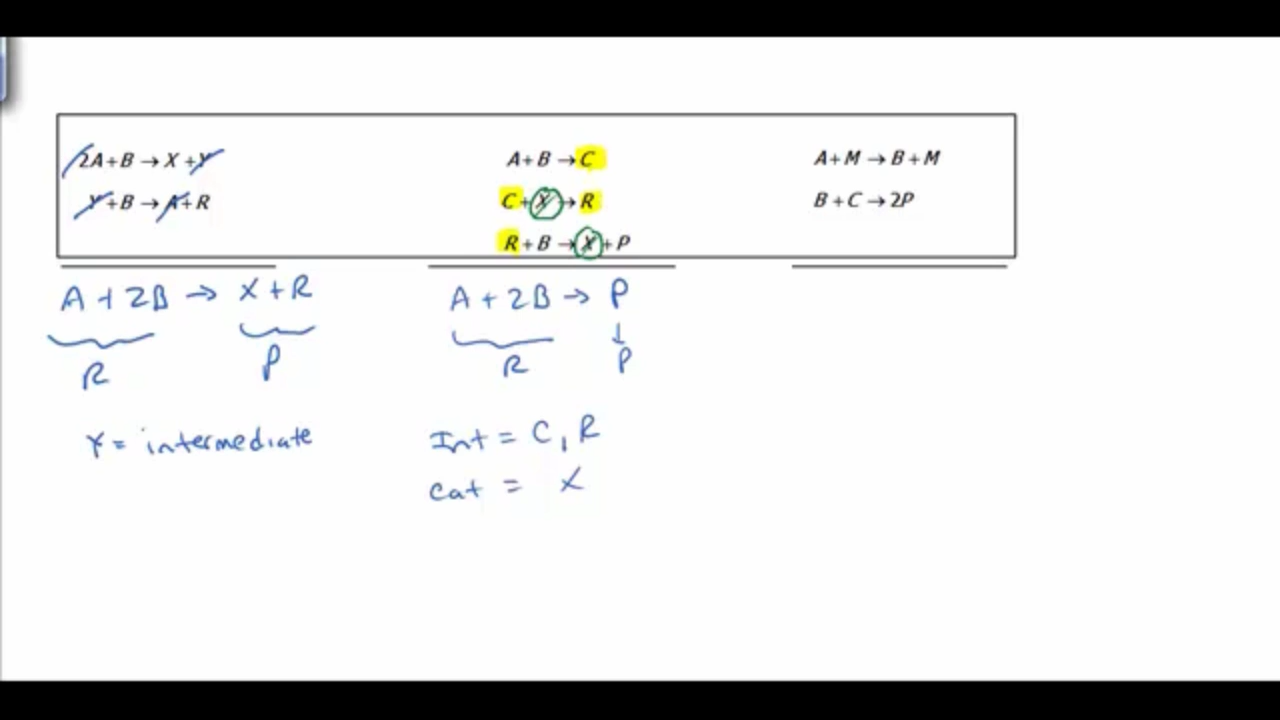 2A+B → X+Y
Y+B → A+R
A+B → C
C+X → R
R+B → X+P
A+M → B+M
B+C → 2P
A + 2B → X + R
R
P
Y = intermediate
A + 2B → P
R
↓
P
Int = C, R
Cat = X